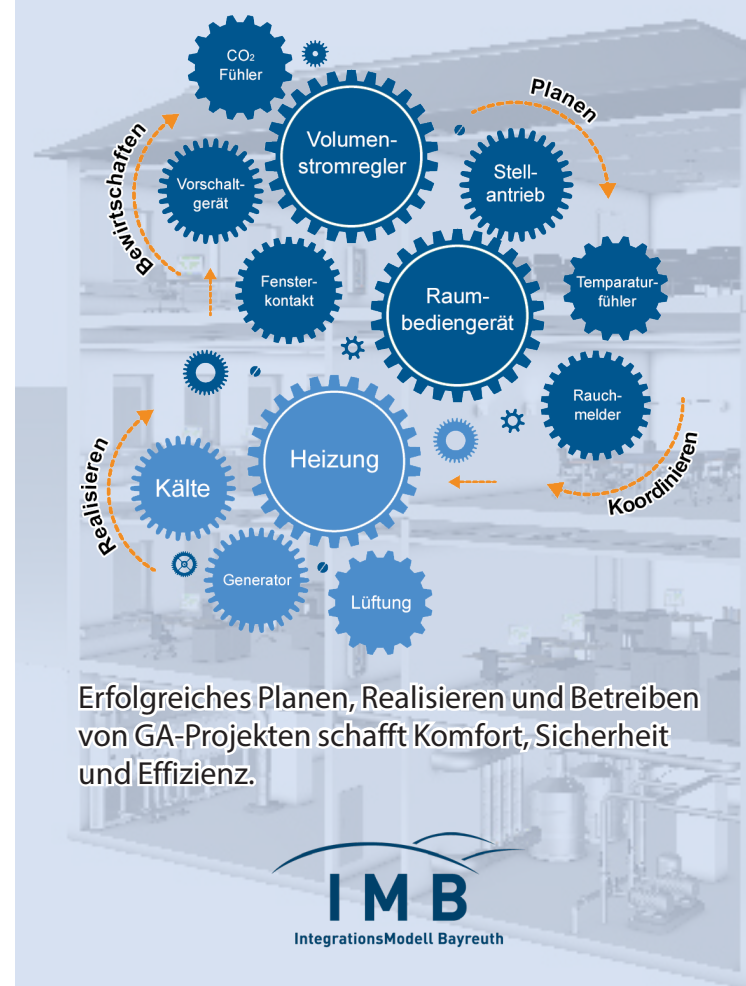 CO₂
Fühler
Planen
Volumen-
stromregler
Bewirtschaften
Vorschalt-
gerät
Stell-
antrieb
Fenster-
kontakt
Raum-
bediengerät
Temperatur-
fühler
Rauch-
melder
Koordinieren
Heizung
Realisieren
Kälte
Generator
Lüftung
Erfolgreiches Planen, Realisieren und Betreiben
von GA-Projekten schafft Komfort, Sicherheit
und Effizienz.
IMB
IntegrationsModell Bayreuth